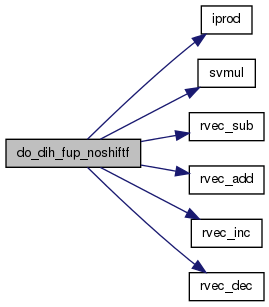 iprod
svmul
rvec_sub
do_dih_fup_noshiftf
rvec_add
rvec_inc
rvec_dec